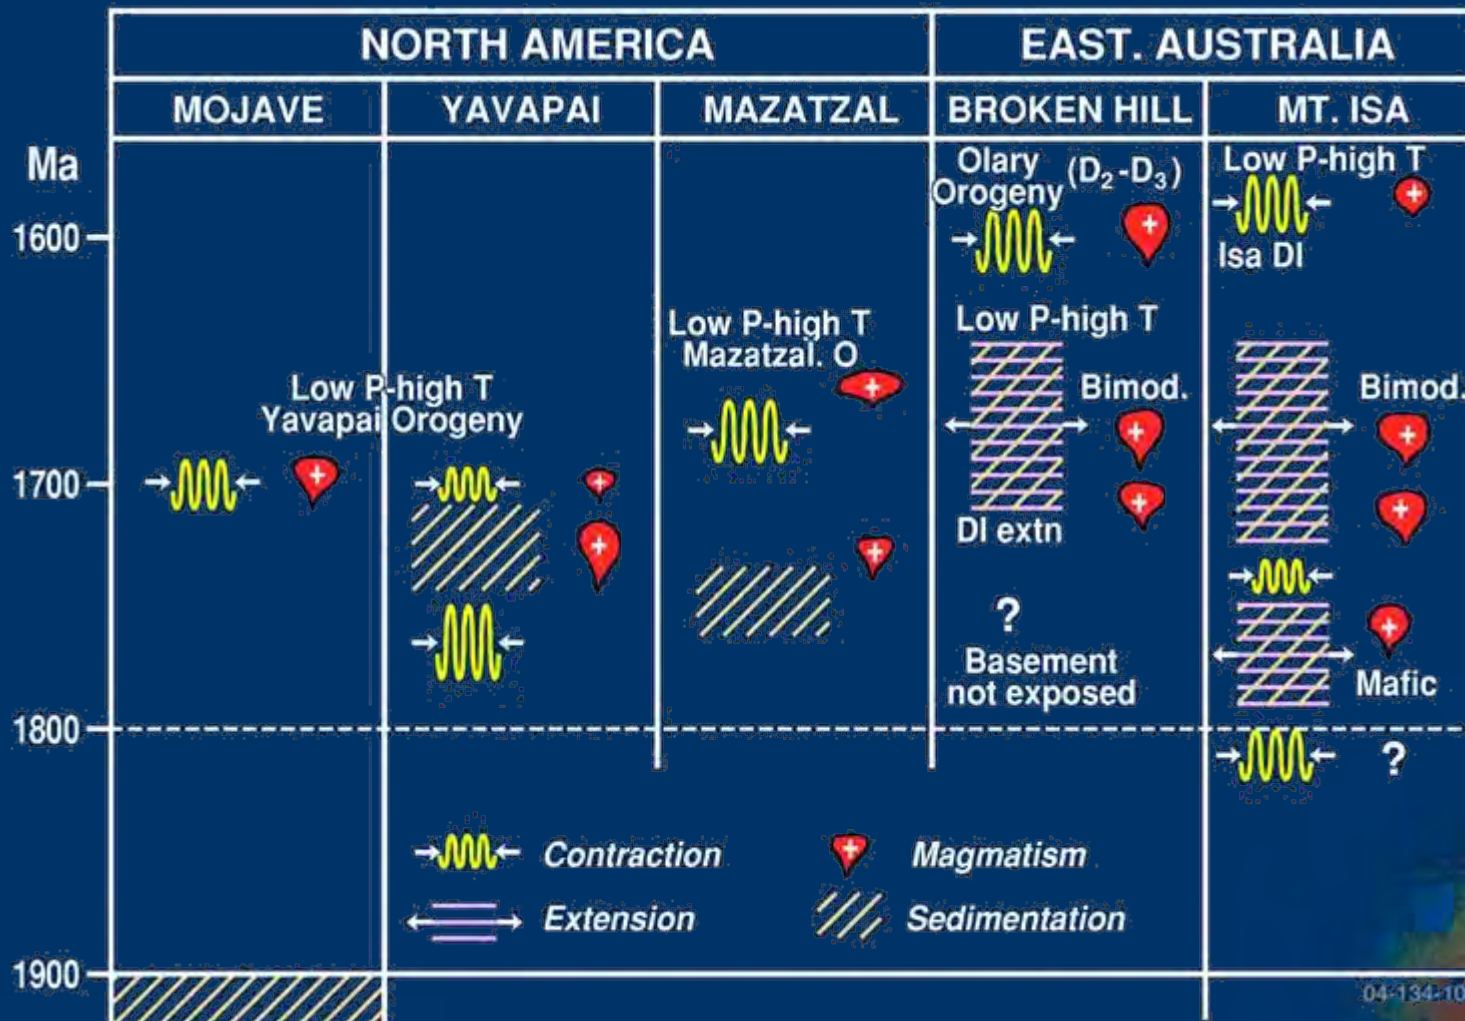 NORTH AMERICA
EAST. AUSTRALIA
MOJAVE
YAVAPAI
MAZATZAL
BROKEN HILL
MT. ISA
Ma
1600
1700
1800
1900
Low P-high T
Yavapai Orogeny
Low P-high T
Mazatzal. O
Olary
Orogeny
(D₂-D₃)
Low P-high T
Bimod.
DI extn
?
Basement
not exposed
Low P-high T
Isa DI
Bimod.
Mafic
?
Contraction
Magmatism
Extension
Sedimentation
04-134-10